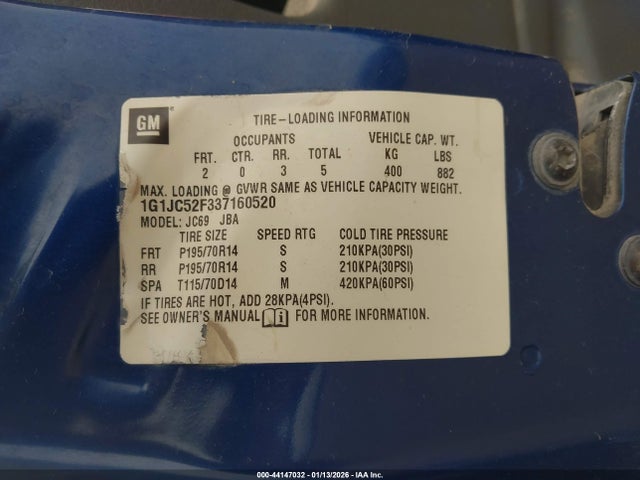 GM
TIRE-LOADING INFORMATION
OCCUPANTS VEHICLE CAP. WT.
FRT. CTR. RR. TOTAL KG LBS
2 0 3 5 400 882
MAX. LOADING @ GVWR SAME AS VEHICLE CAPACITY WEIGHT.
1G1JC52F337160520
MODEL: JC69 JBA
TIRE SIZE SPEED RTG COLD TIRE PRESSURE
FRT P195/70R14 S 210KPA(30PSI)
RR P195/70R14 S 210KPA(30PSI)
SPA T115/70D14 M 420KPA(60PSI)
IF TIRES ARE HOT, ADD 28KPA(4PSI).
SEE OWNER'S MANUAL FOR MORE INFORMATION.
000-44147032 - 01/13/2026 - © IAA Inc.